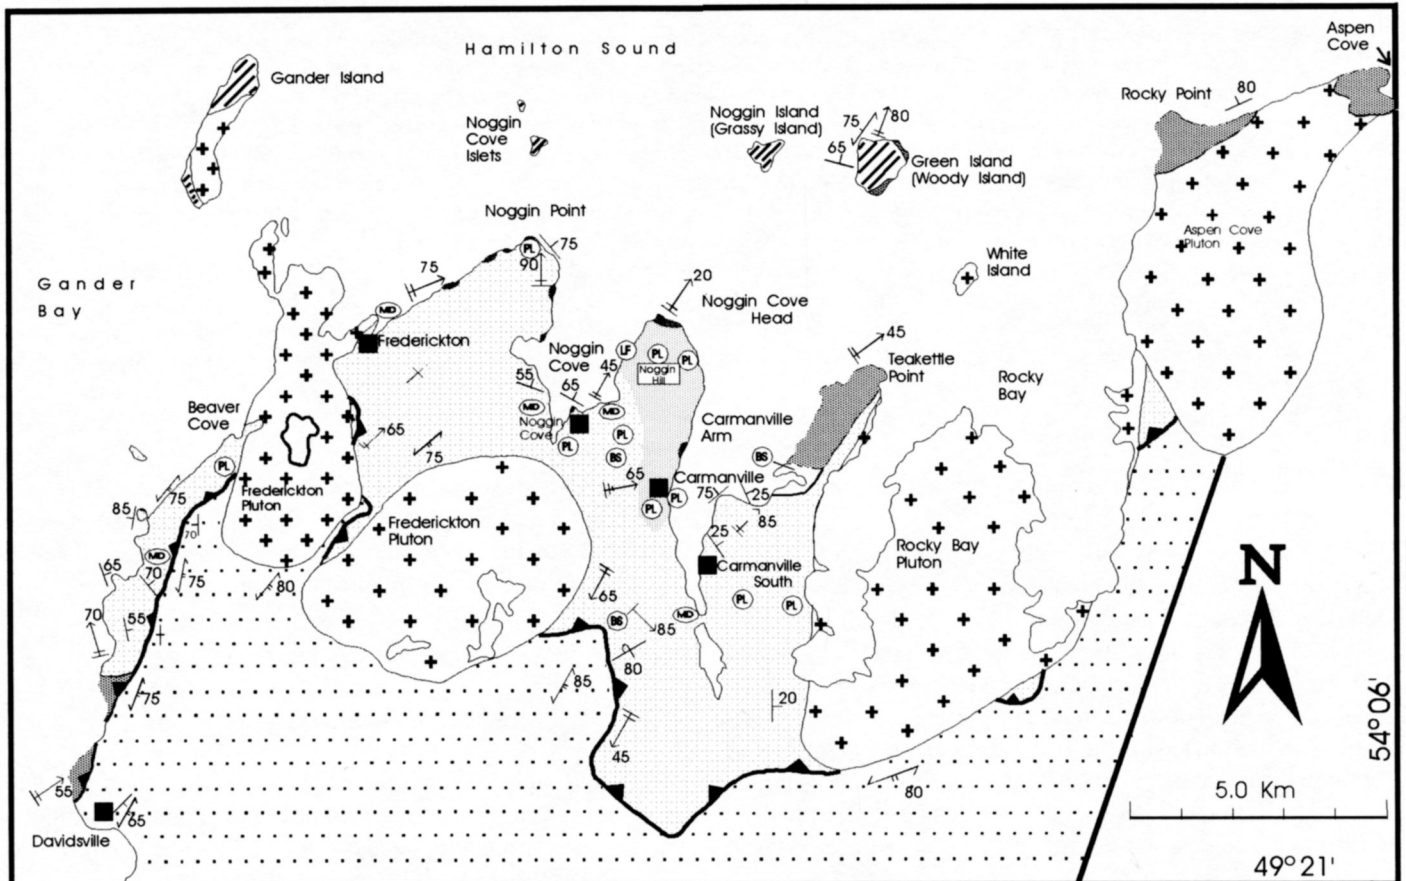 Aspen
Cove
Hamilton Sound
Gander Island
Rocky Point
80
Noggin
Cove
Islets
Noggin Island
(Grassy Island)
75
80
65
Green Island
(Woody Island)
Noggin Point
75
PL
90
Aspen Cove
Pluton
White
Island
Gander
Bay
75
20
Noggin Cove
Head
MD
Frederickton
45
Teakettle
Point
Noggin
Cove
LF
PL
PL
Noggin
Hill
45
55
65
Rocky
Bay
Beaver
Cove
MD
MD
Noggin
Cove
Carmanville
Arm
65
75
PL
PL
BS
BS
PL
65
Carmanville
PL
PL
75
25
85
25
Frederickton
Pluton
Frederickton
Pluton
75
85
70
Rocky Bay
Pluton
N
MD
65
70
75
80
Carmanville
South
65
PL
PL
70
55
BS
85
MD
80
85
75
20
45
54°06'
55
65
80
5.0 Km
Davidsville
49°21'